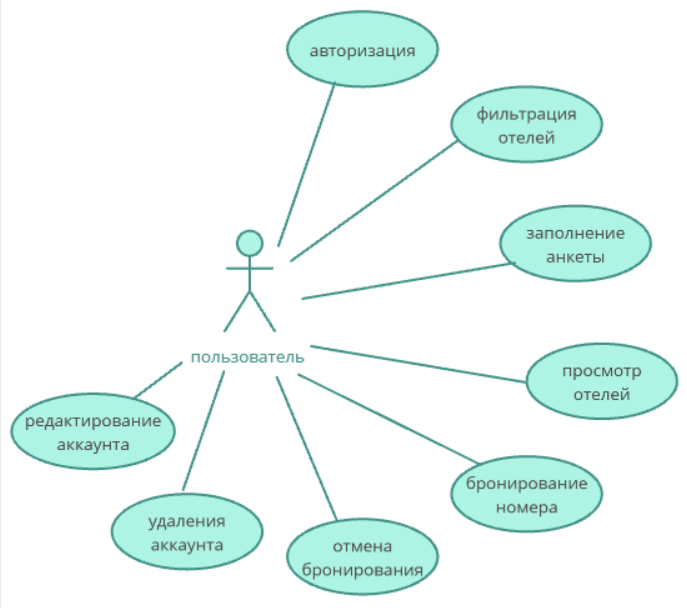 авторизация
фильтрация
отелей
заполнение
анкеты
пользователь
просмотр
отелей
редактирование
аккаунта
бронирование
номера
удаления
аккаунта
отмена
бронирования